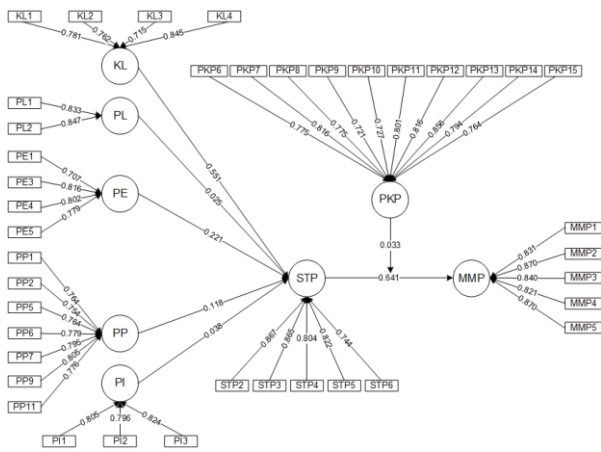 KL1 KL2 KL3 KL4
0.781 0.762 0.715 0.845
KL
PL1 0.833
PL2 0.847
PL
PE1 0.707
PE3 0.816
PE4 0.802
PE5 0.779
PE
PP1 0.764
PP2 0.754
PP5 0.764
PP6 0.779
PP7 0.795
PP9 0.805
PP11 0.776
PP
PI
0.805 0.796 0.824
PI1 PI2 PI3
0.551
0.025
0.221
0.118
0.038
PKP6 PKP7 PKP8 PKP9 PKP10 PKP11 PKP12 PKP13 PKP14 PKP15
0.775 0.816 0.775 0.721 0.727 0.801 0.816 0.856 0.794 0.764
PKP
0.033
STP
0.641
MMP
0.867 0.865 0.804 0.822 0.744
STP2 STP3 STP4 STP5 STP6
0.831 MMP1
0.870 MMP2
0.840 MMP3
0.821 MMP4
0.870 MMP5